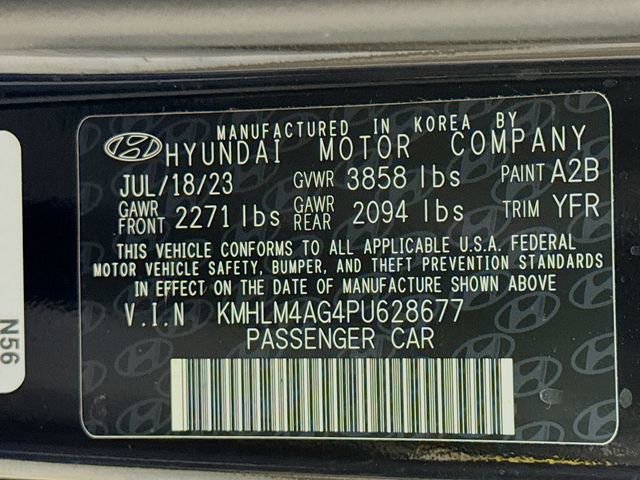 MANUFACTURED IN KOREA BY
HYUNDAI MOTOR COMPANY
JUL/18/23 GVWR 3858 lbs PAINT A2B
GAWR FRONT 2271 lbs GAWR REAR 2094 lbs TRIM YFR
THIS VEHICLE CONFORMS TO ALL APPLICABLE U.S.A. FEDERAL
MOTOR VEHICLE SAFETY, BUMPER, AND THEFT PREVENTION STANDARDS
IN EFFECT ON THE DATE OF MANUFACTURE SHOWN ABOVE
V.I.N KMHLM4AG4PU628677
PASSENGER CAR
N56